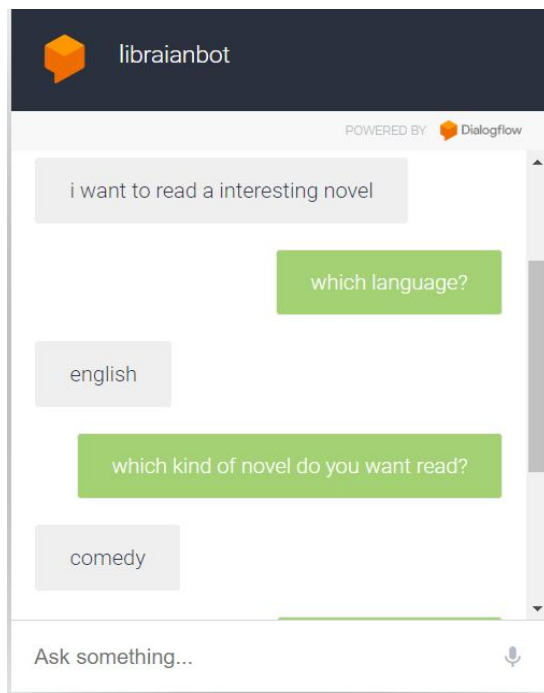 libraianbot
POWERED BY Dialogflow
i want to read a interesting novel
which language?
english
which kind of novel do you want read?
comedy
Ask something...